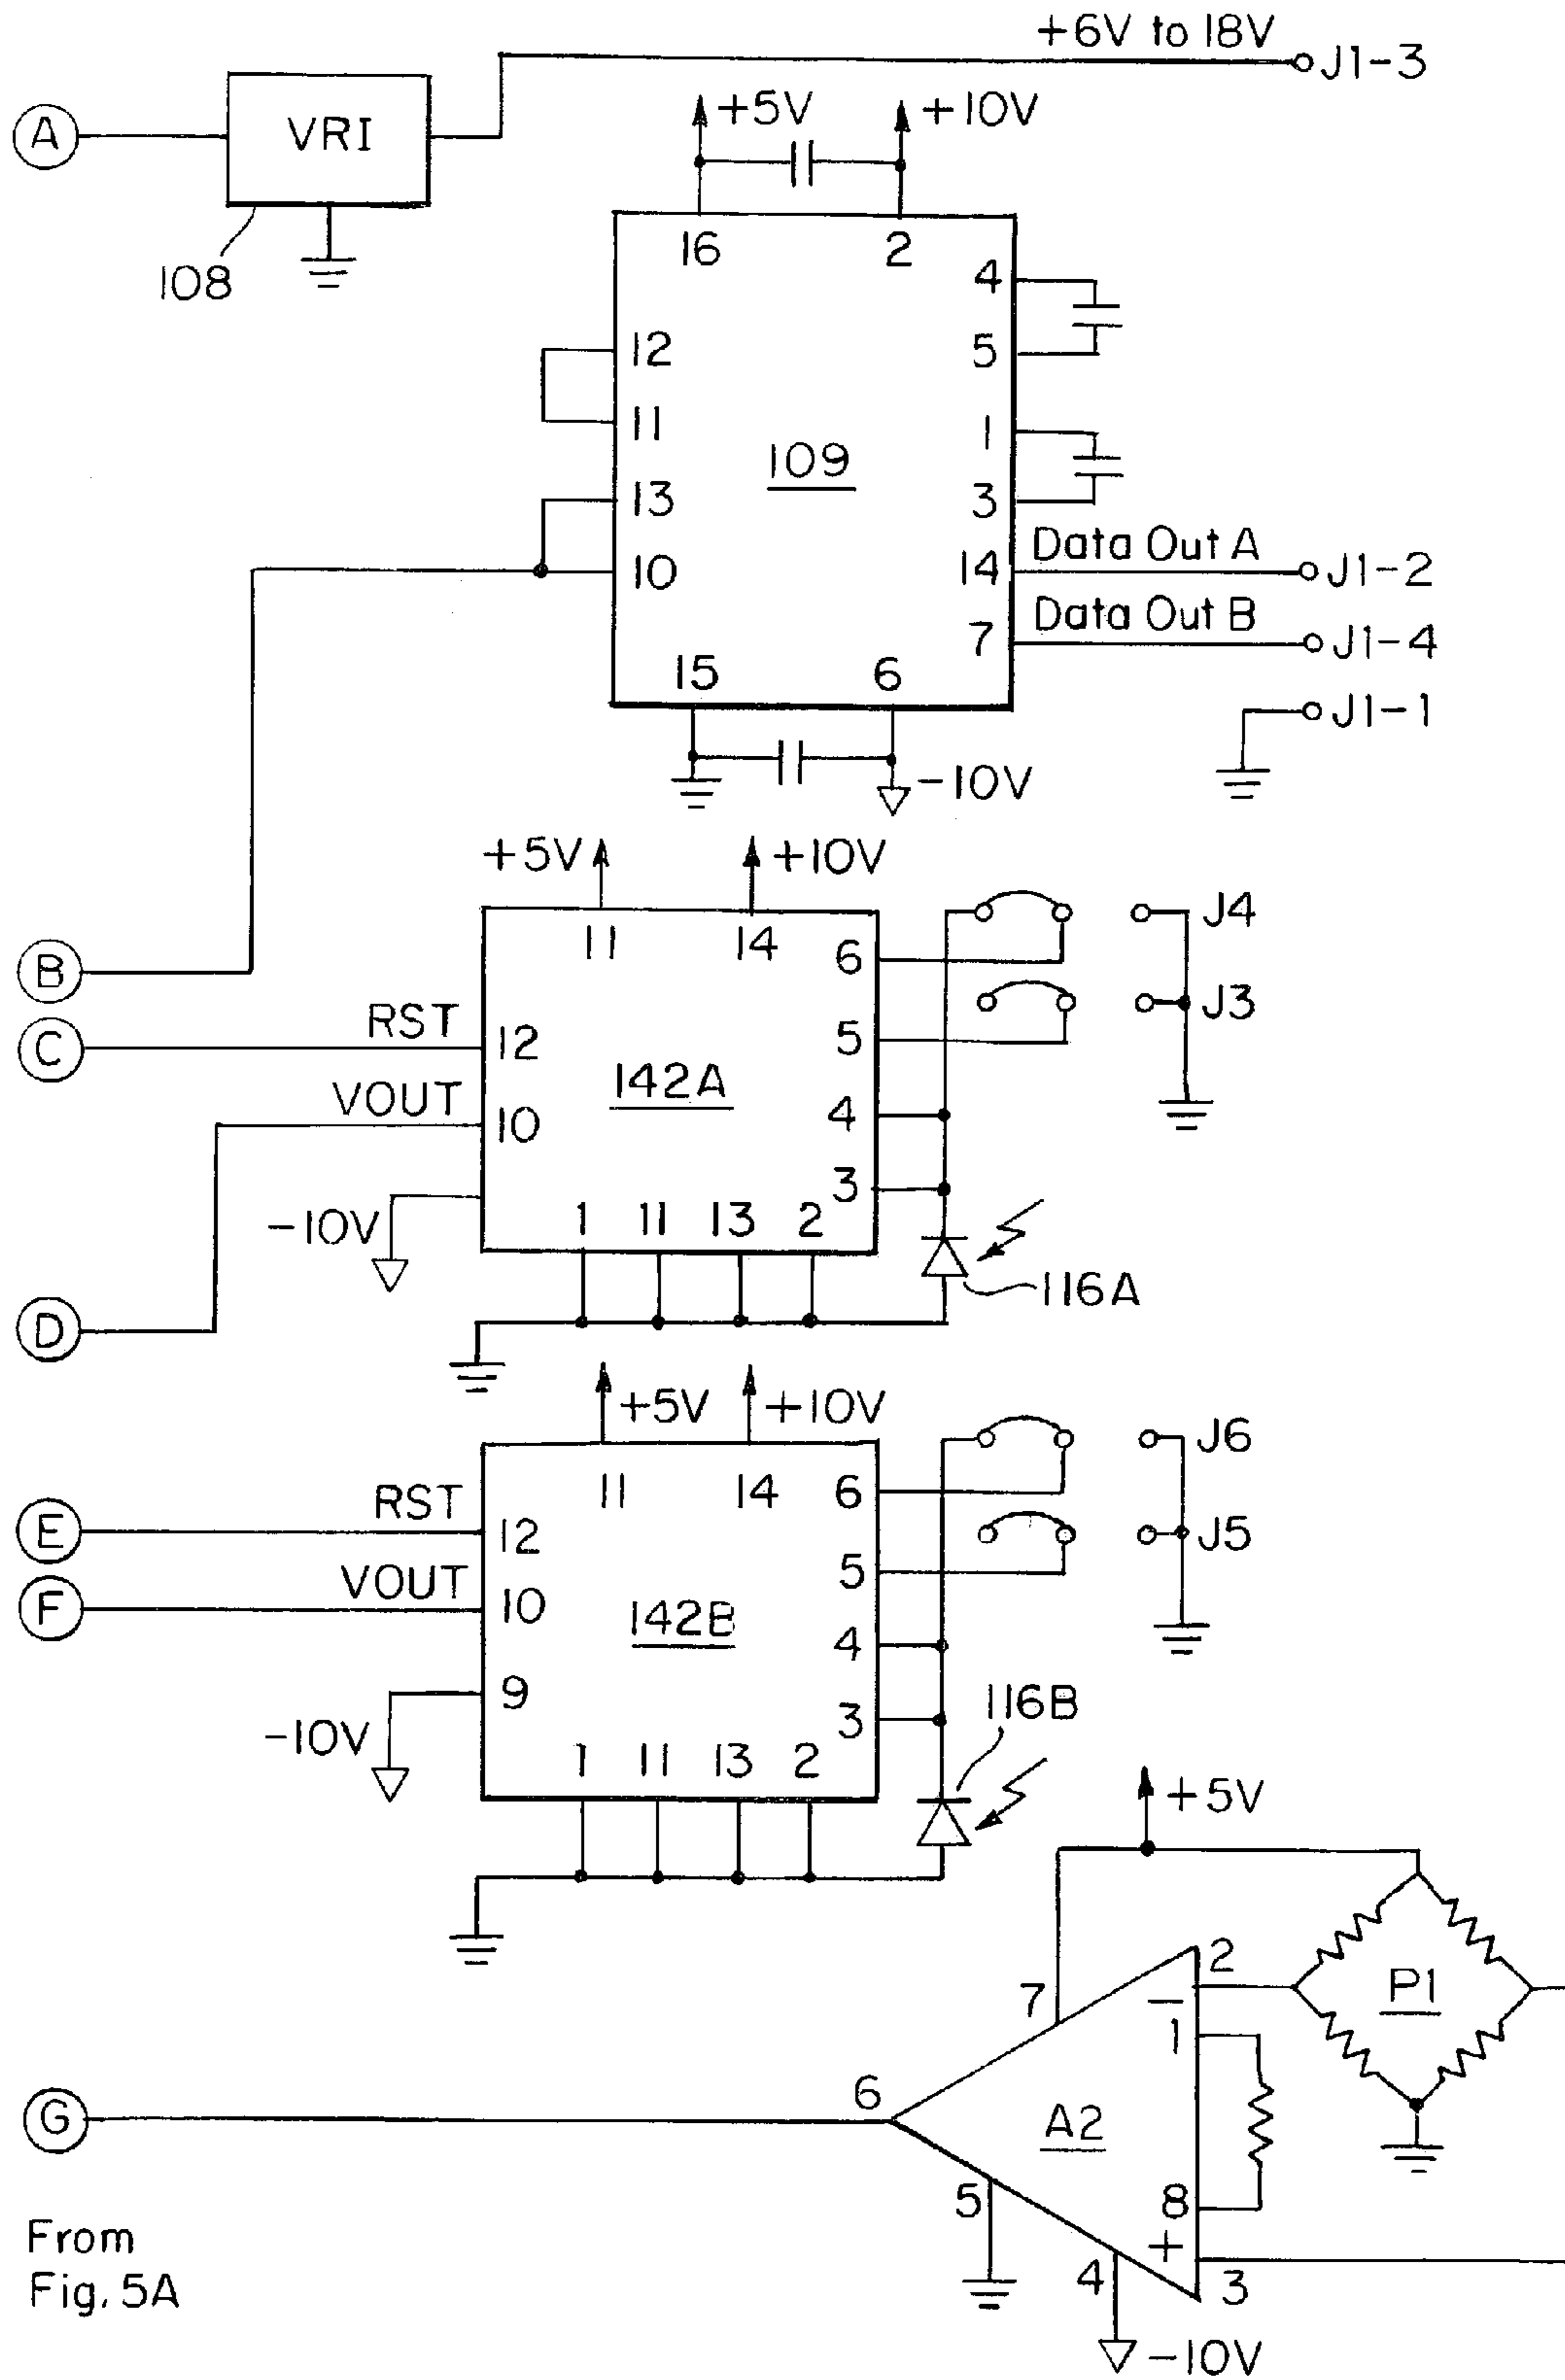 +6V to 18V
J1-3
A
VRI
+5V
+10V
108
16
2
4
12
5
11
1
109
13
3
Data Out A
10
14
J1-2
Data Out B
7
J1-4
15
6
J1-1
-10V
+5V
+10V
11
14
J4
6
B
RST
J3
C
12
5
142A
VOUT
10
4
3
-10V
1
11
13
2
116A
D
+5V
+10V
J6
11
14
6
RST
E
12
J5
VOUT
5
F
10
142B
4
9
116B
-10V
3
1
11
13
2
+5V
2
7
−
P1
1
6
G
A2
8
5
+
From
4
3
Fig. 5A
-10V